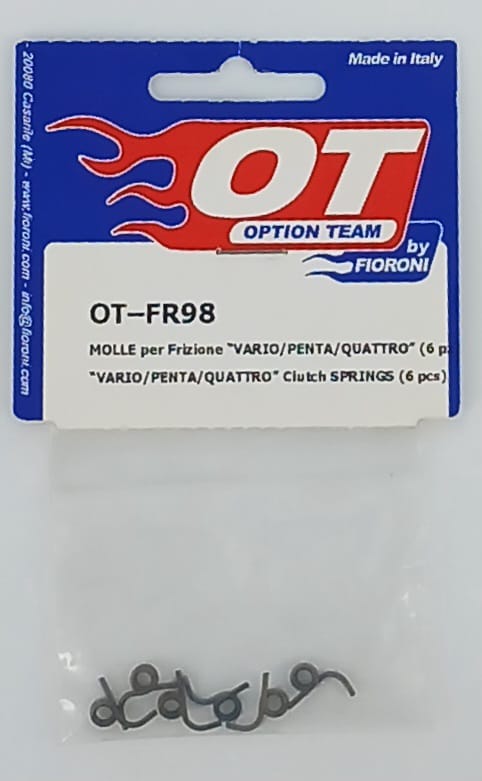 Made in Italy
OT
OPTION TEAM
by
FIORONI
- 20080 Casarile (Mi) - www.fioroni.com - info@fioroni.com
OT-FR98
MOLLE per Frizione "VARIO/PENTA/QUATTRO" (6 p
"VARIO/PENTA/QUATTRO" Clutch SPRINGS (6 pcs)